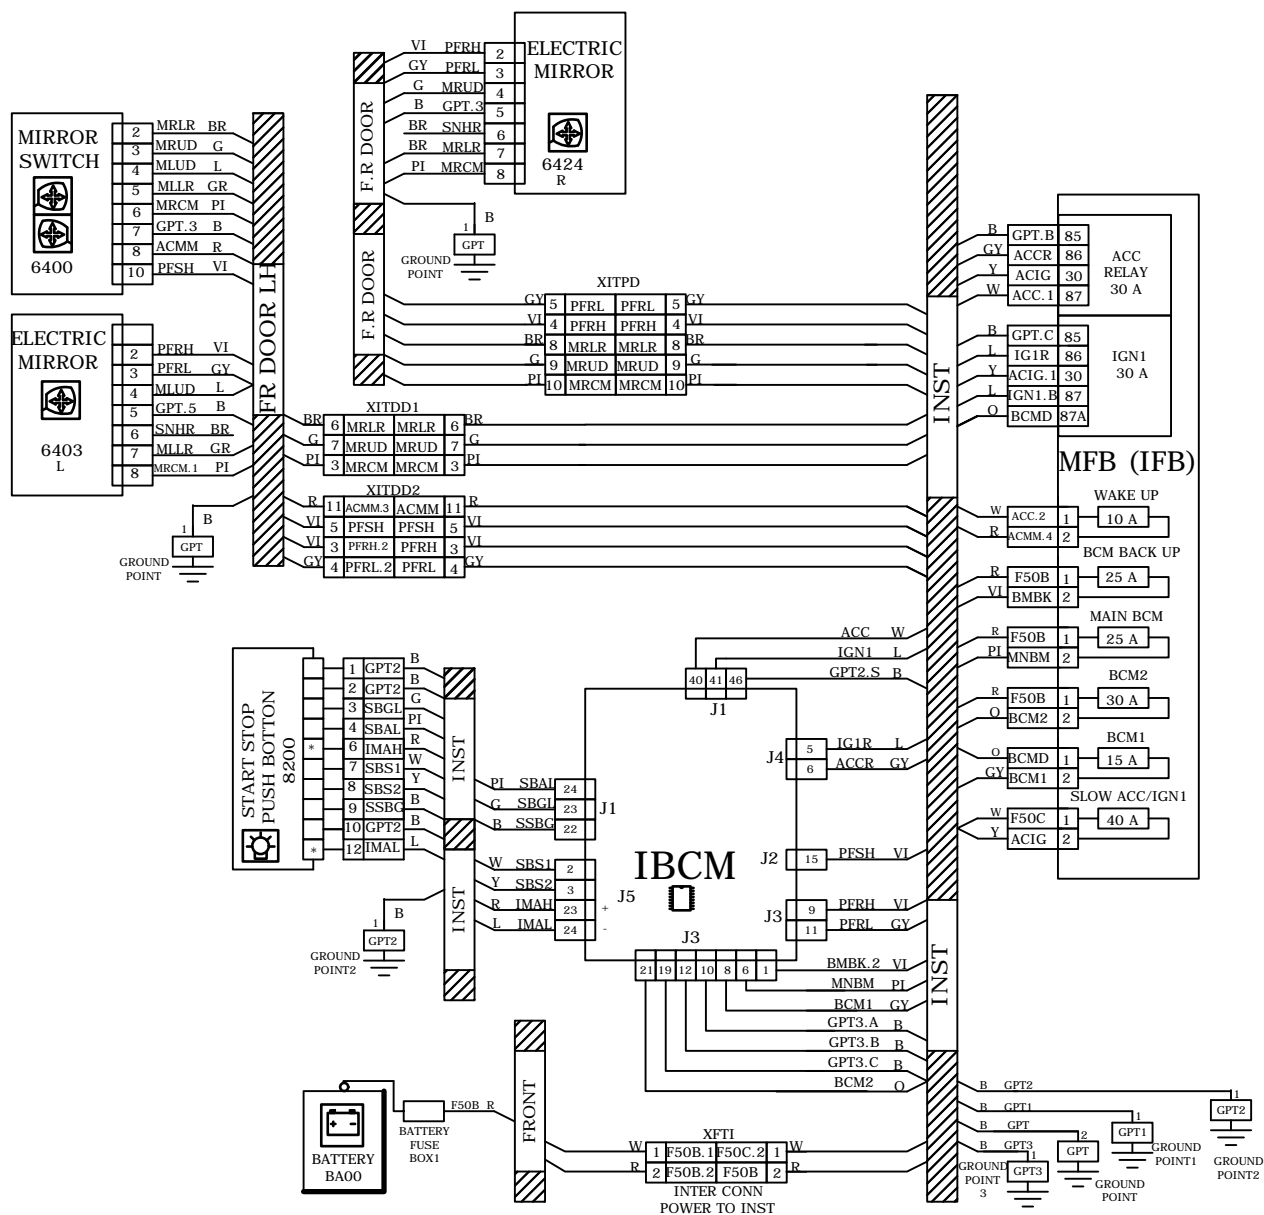 VI PFRH 2
GY PFRL 3
G MRUD 4
B GPT.3 5
BR SNHR 6
BR MRLR 7
PI MRCM 8
ELECTRIC
MIRROR
6424
R
F.R DOOR
F.R DOOR
B
1
GPT
GROUND
POINT
MIRROR
SWITCH
6400
2 MRLR BR
3 MRUD G
4 MLUD L
5 MLLR GR
6 MRCM PI
7 GPT.3 B
8 ACMM R
10 PFSH VI
ELECTRIC
MIRROR
6403
L
2 PFRH VI
3 PFRL GY
4 MLUD L
5 GPT.5 B
6 SNHR BR
7 MLLR GR
8 MRCM.1 PI
FR DOOR LH
B
1
GPT
GROUND
POINT
XITPD
GY 5 PFRL PFRL 5 GY
VI 4 PFRH PFRH 4 VI
BR 8 MRLR MRLR 8 BR
G 9 MRUD MRUD 9 G
PI 10 MRCM MRCM 10 PI
XITDD1
BR 6 MRLR MRLR 6 BR
G 7 MRUD MRUD 7 G
PI 3 MRCM MRCM 3 PI
XITDD2
R 11 ACMM.3 ACMM 11 R
VI 5 PFSH PFSH 5 VI
VI 3 PFRH.2 PFRH 3 VI
GY 4 PFRL.2 PFRL 4 GY
INST
B GPT.B 85
GY ACCR 86
Y ACIG 30
W ACC.1 87
ACC
RELAY
30 A
B GPT.C 85
L IG1R 86
Y ACIG.1 30
L IGN1.B 87
O BCMD 87A
IGN1
30 A
MFB (IFB)
WAKE UP
W ACC.2 1 10 A
R ACMM.4 2
BCM BACK UP
R F50B 1 25 A
VI BMBK 2
MAIN BCM
R F50B 1 25 A
PI MNBM 2
BCM2
R F50B 1 30 A
O BCM2 2
BCM1
O BCMD 1 15 A
GY BCM1 2
SLOW ACC/IGN1
W F50C 1 40 A
Y ACIG 2
START STOP
PUSH BOTTON
8200
*
*
1 GPT2 B
2 GPT2 B
3 SBGL G
4 SBAL PI
6 IMAH R
7 SBS1 W
8 SBS2 Y
9 SSBG B
10 GPT2 B
12 IMAL L
INST
INST
B
1
GPT2
GROUND
POINT2
ACC W
IGN1 L
GPT2.S B
40 41 46
J1
PI SBAL 24
G SBGL 23
B SSBG 22
J1
W SBS1 2
Y SBS2 3
R IMAH 23 +
L IMAL 24 -
J5
IBCM
J4
5 IG1R L
6 ACCR GY
J2
15 PFSH VI
J3
9 PFRH VI
11 PFRL GY
J3
21 19 12 10 8 6 1
BMBK.2 VI
MNBM PI
BCM1 GY
GPT3.A B
GPT3.B B
GPT3.C B
BCM2 O
INST
BATTERY
BA00
BATTERY
FUSE
BOX1
F50B R
FRONT
XFTI
W 1 F50B.1 F50C.2 1 W
R 2 F50B.2 F50B 2 R
INTER CONN
POWER TO INST
B GPT2
B GPT1
B GPT
B GPT3
1
GPT2
GROUND
POINT2
1
GPT1
GROUND
POINT1
2
GPT
GROUND
POINT
1
GPT3
GROUND
POINT
3